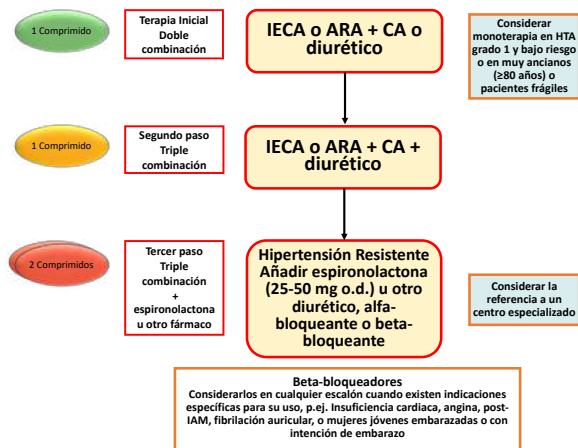 1 Comprimido
Terapia Inicial
Doble
combinación
IECA o ARA + CA o
diurético
Considerar
monoterapia en HTA
grado 1 y bajo riesgo
o en muy ancianos
(≥80 años) o
pacientes frágiles
1 Comprimido
Segundo paso
Triple
combinación
IECA o ARA + CA +
diurético
2 Comprimidos
Tercer paso
Triple
combinación
+
espironolactona
u otro fármaco
Hipertensión Resistente
Añadir espironolactona
(25-50 mg o.d.) u otro
diurético, alfa-
bloqueante o beta-
bloqueante
Considerar la
referencia a un
centro especializado
Beta-bloqueadores
Considerarlos en cualquier escalón cuando existen indicaciones
específicas para su uso, p.ej. Insuficiencia cardiaca, angina, post-
IAM, fibrilación auricular, o mujeres jóvenes embarazadas o con
intención de embarazo